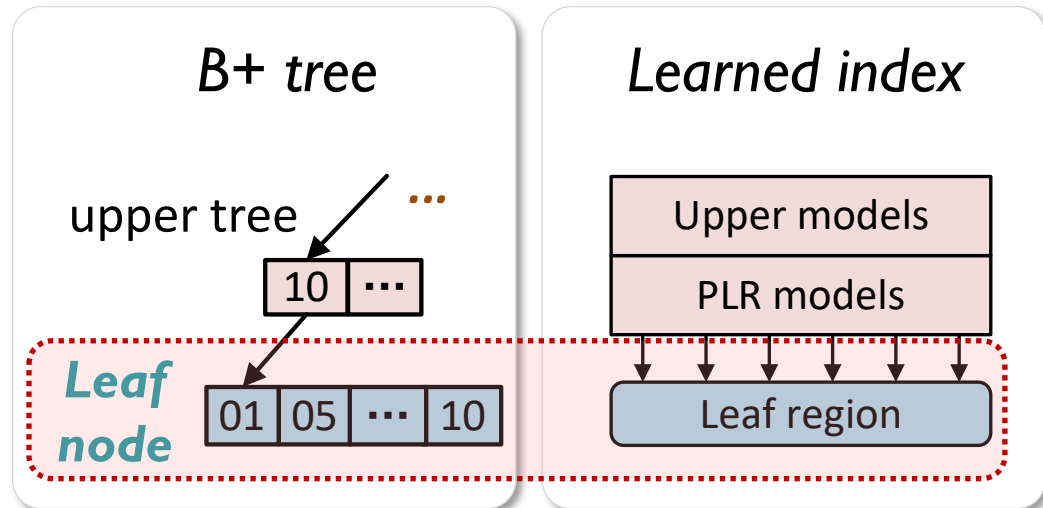 B+ tree
upper tree
...
10 ...
Leaf
node
01 05 ... 10
Learned index
Upper models
PLR models
Leaf region